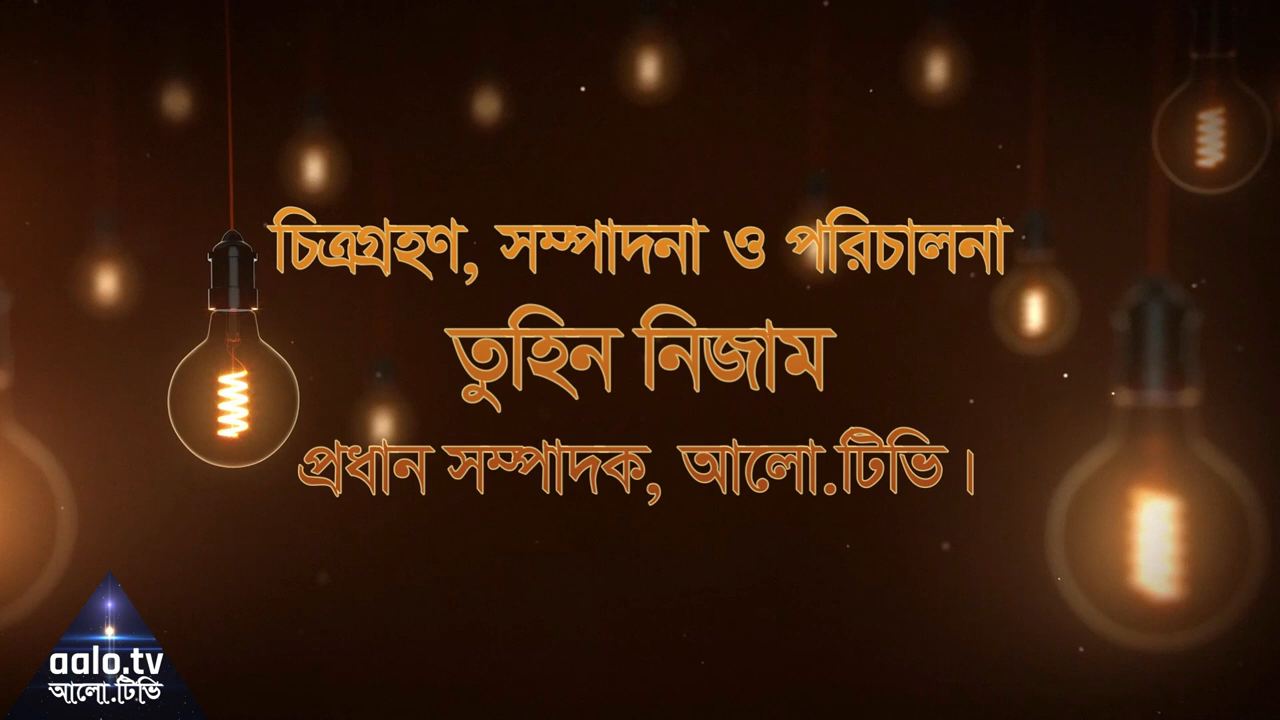 চিত্রগ্রহণ, সম্পাদনা ও পরিচালনা
তুহিন নিজাম
প্রধান সম্পাদক, আলো.টিভি।
aalo.tv
আলো.টিভি